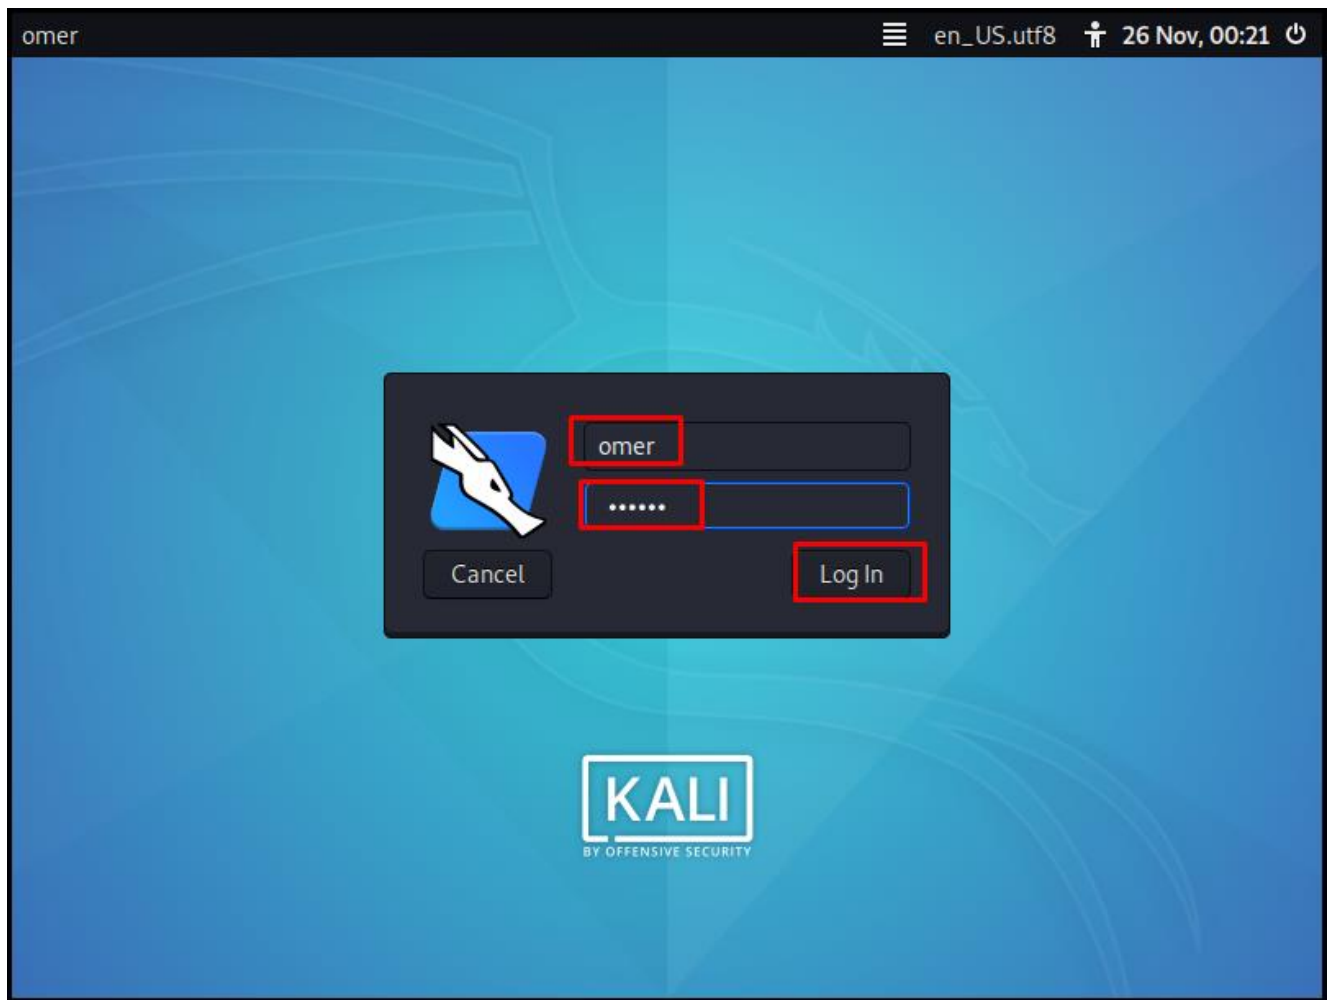 omer en_US.utf8 26 Nov, 00:21
omer
••••••
Cancel Log In
KALI
BY OFFENSIVE SECURITY